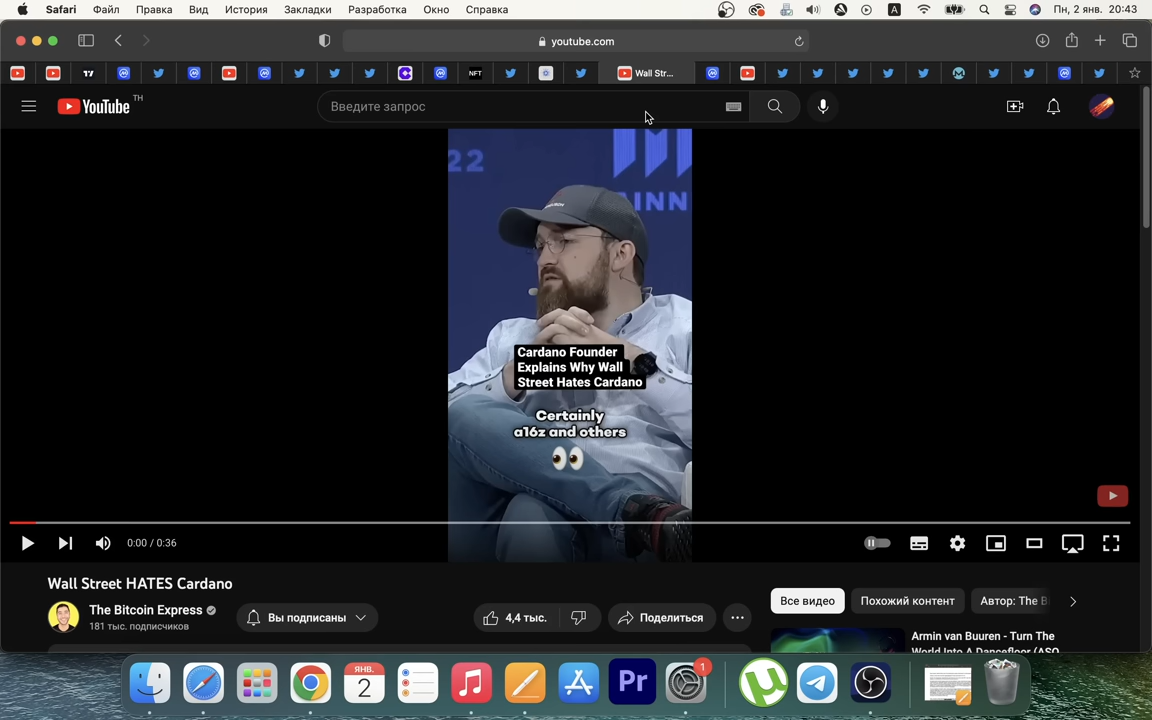 Safari Файл Правка Вид История Закладки Разработка Окно Справка A Пн, 2 янв. 20:43
youtube.com
NFT Wall Str...
YouTube TH
Введите запрос
22
AINN
Cardano Founder
Explains Why Wall
Street Hates Cardano
Certainly
a16z and others
0:00 / 0:36
Wall Street HATES Cardano
The Bitcoin Express
181 тыс. подписчиков
Вы подписаны
4,4 тыс.
Поделиться
Все видео
Похожий контент
Автор: The B
Armin van Buuren - Turn The
World Into A Dancefloor (ASO
ЯНВ.
2
Pr
1